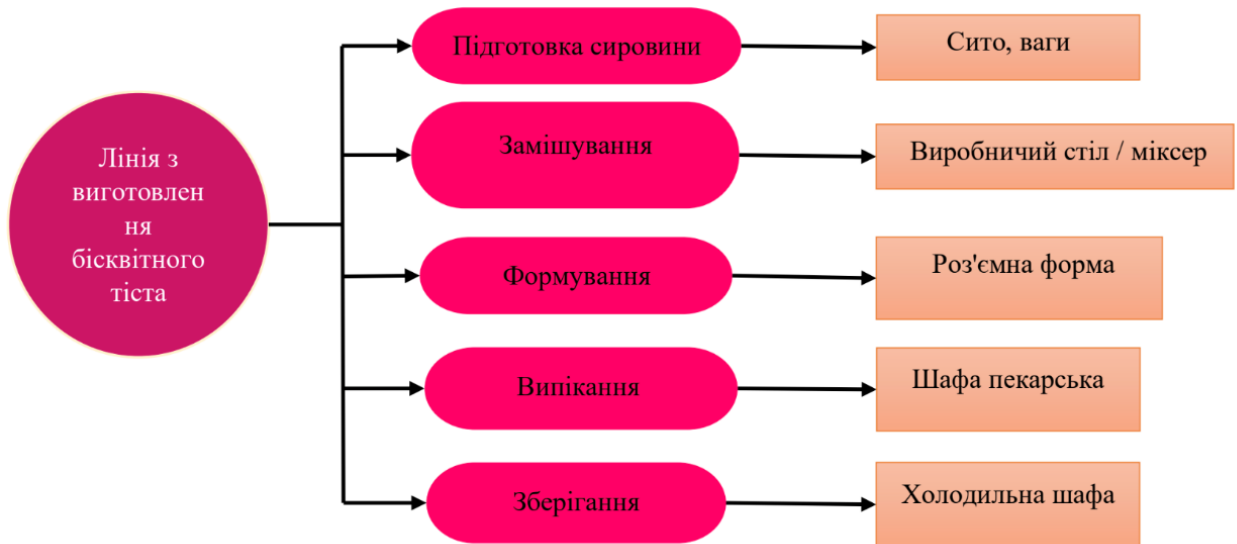 Лінія з
виготовлен
ня
бісквітного
тіста
Підготовка сировини
Сито, ваги
Замішування
Виробничий стіл / міксер
Формування
Роз'ємна форма
Випікання
Шафа пекарська
Зберігання
Холодильна шафа